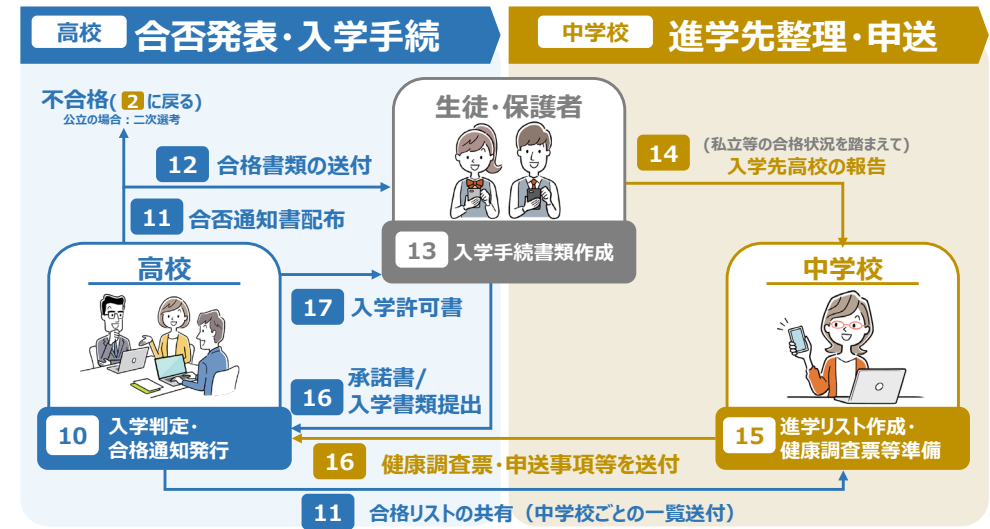 高校 合否発表・入学手続
中学校 進学先整理・申送
不合格( 2 に戻る)
公立の場合：二次選考
生徒・保護者
12 合格書類の送付
11 合否通知書配布
14 (私立等の合格状況を踏まえて)
入学先高校の報告
13 入学手続書類作成
高校
中学校
17 入学許可書
16 承諾書/
入学書類提出
10 入学判定・
合格通知発行
15 進学リスト作成・
健康調査票等準備
16 健康調査票・申送事項等を送付
11 合格リストの共有（中学校ごとの一覧送付）